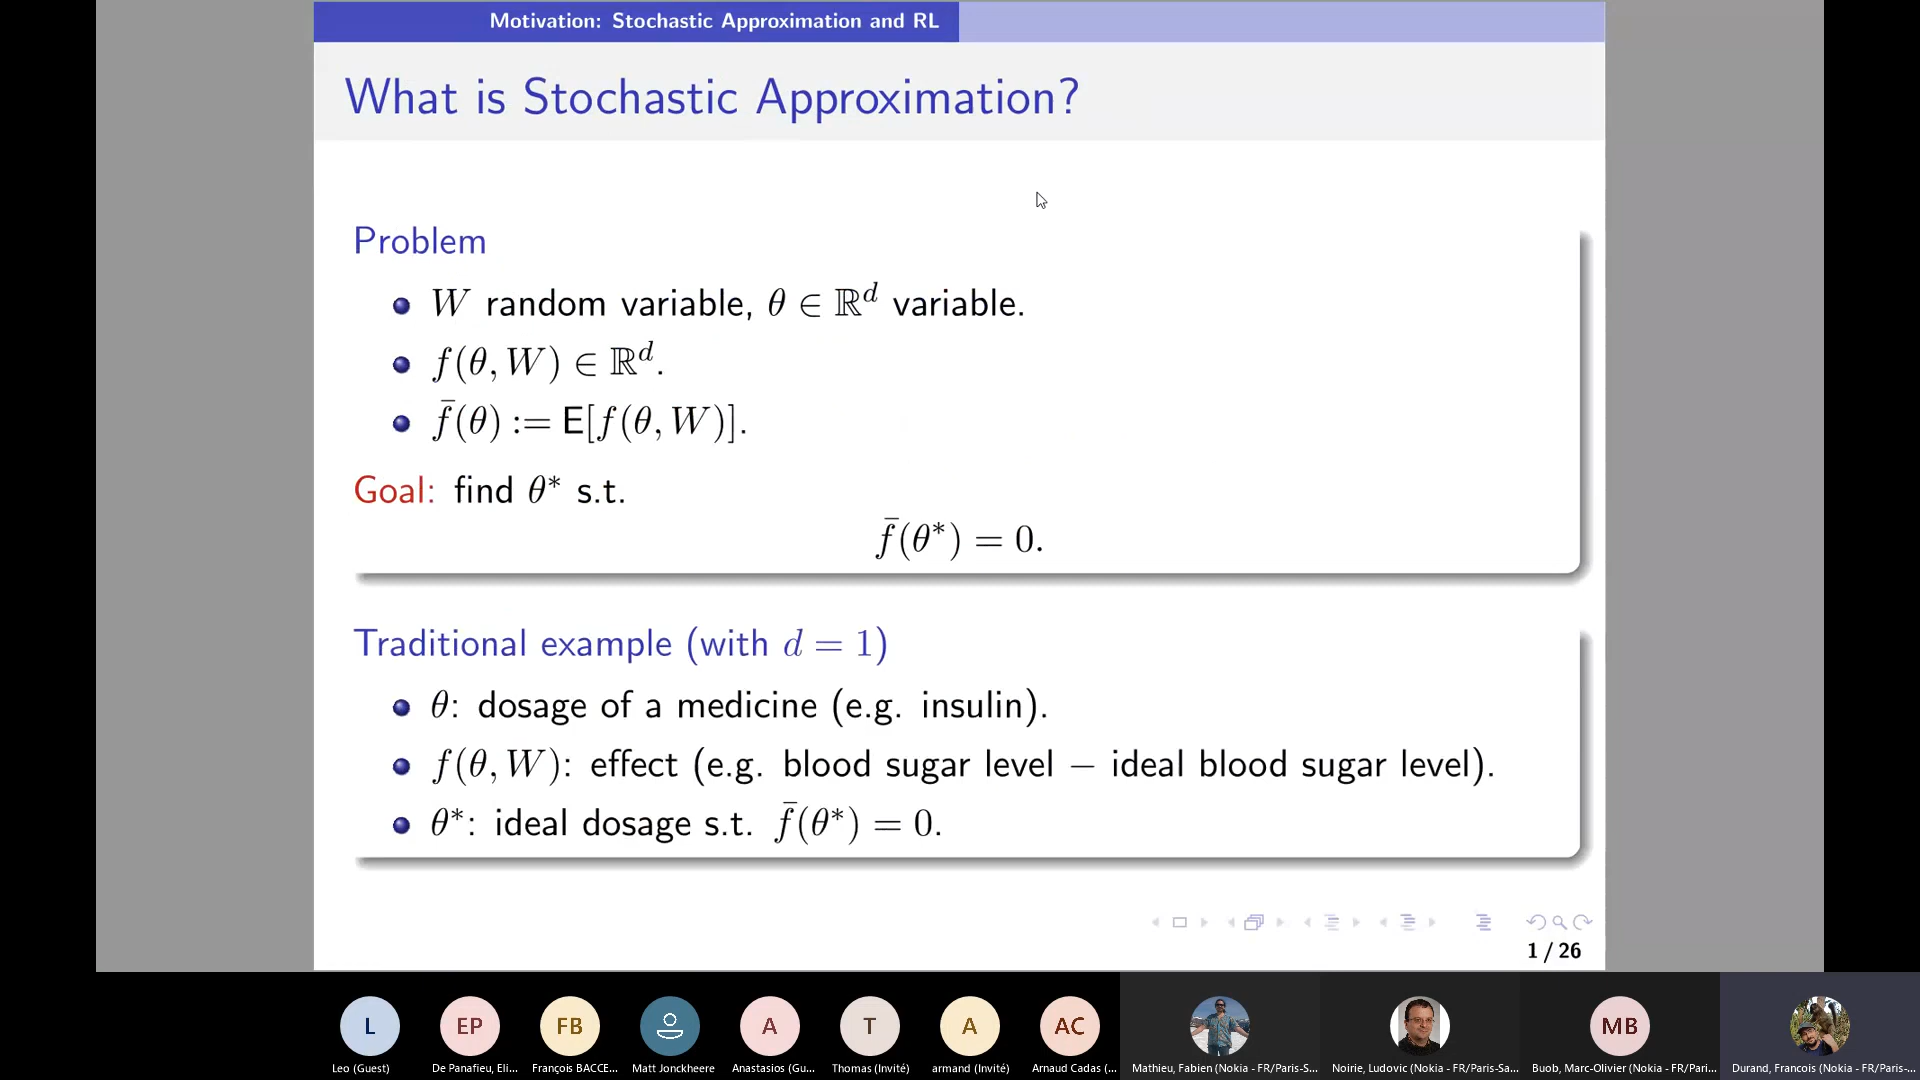 Motivation: Stochastic Approximation and RL
What is Stochastic Approximation?
Problem
W random variable, θ ∈ ℝᵈ variable.
f(θ, W) ∈ ℝᵈ.
f̄(θ) := E[f(θ, W)].
Goal: find θ* s.t.
f̄(θ*) = 0.
Traditional example (with d = 1)
θ: dosage of a medicine (e.g. insulin).
f(θ, W): effect (e.g. blood sugar level − ideal blood sugar level).
θ*: ideal dosage s.t. f̄(θ*) = 0.
1 / 26
L EP FB A T A AC MB
Leo (Guest) De Panafieu, Eli... François BACCE... Matt Jonckheere Anastasios (Gu... Thomas (Invité) armand (Invité) Arnaud Cadas (... Mathieu, Fabien (Nokia - FR/Paris-S... Noirie, Ludovic (Nokia - FR/Paris-Sa... Buob, Marc-Olivier (Nokia - FR/Pari... Durand, Francois (Nokia - FR/Paris-...